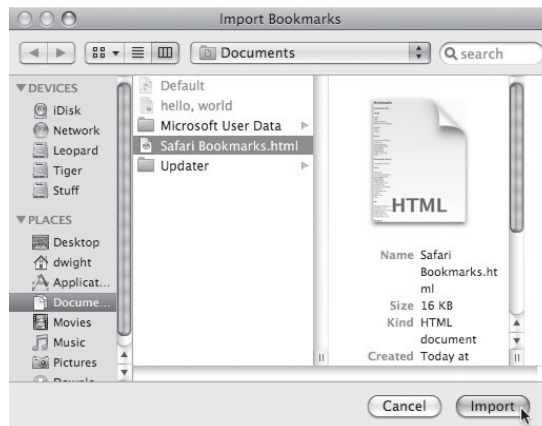 Import Bookmarks
Documents
search
DEVICES
iDisk
Network
Leopard
Tiger
Stuff
PLACES
Desktop
dwight
Applicat...
Docume...
Movies
Music
Pictures
Default
hello, world
Microsoft User Data
Safari Bookmarks.html
Updater
HTML
Name Safari
Bookmarks.ht
ml
Size 16 KB
Kind HTML
document
Created Today at
Cancel Import